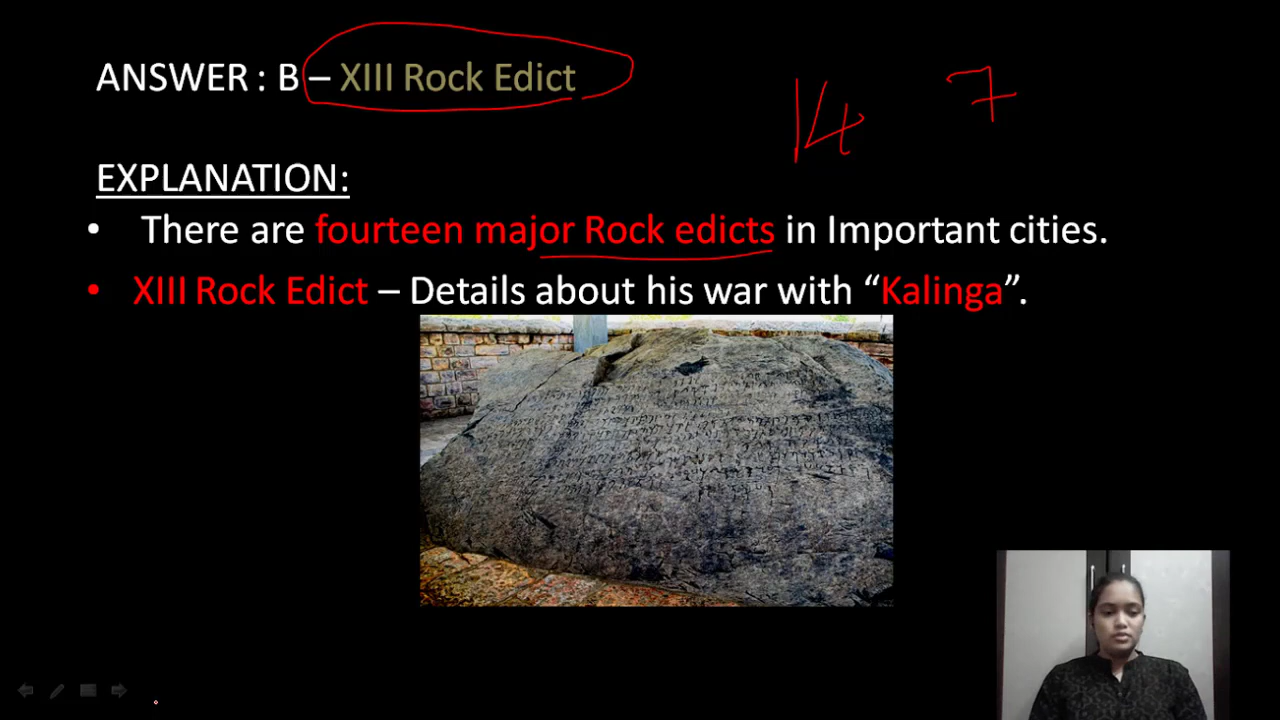 ANSWER : B – XIII Rock Edict
14 7
EXPLANATION:
• There are fourteen major Rock edicts in Important cities.
• XIII Rock Edict – Details about his war with “Kalinga”.